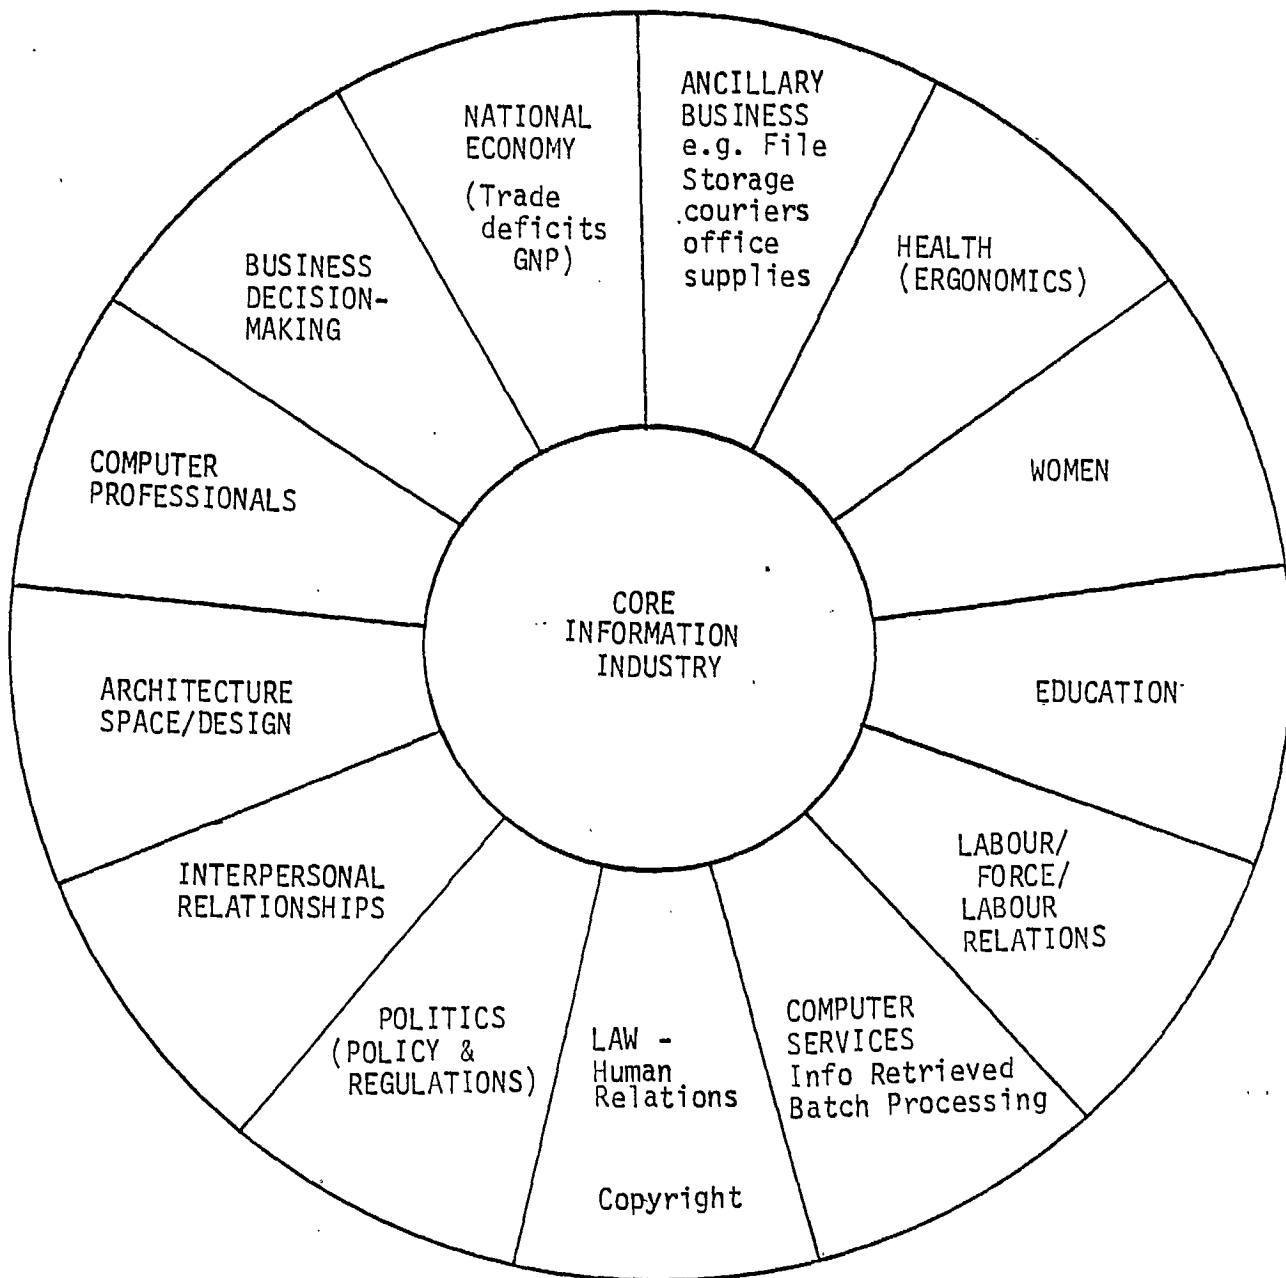 NATIONAL
ECONOMY
(Trade
deficits
GNP)
ANCILLARY
BUSINESS
e.g. File
Storage
couriers
office
supplies
HEALTH
(ERGONOMICS)
WOMEN
EDUCATION
LABOUR/
FORCE/
LABOUR
RELATIONS
COMPUTER
SERVICES
Info Retrieved
Batch Processing
LAW -
Human
Relations
Copyright
POLITICS
(POLICY &
REGULATIONS)
INTERPERSONAL
RELATIONSHIPS
ARCHITECTURE
SPACE/DESIGN
COMPUTER
PROFESSIONALS
BUSINESS
DECISION-
MAKING
CORE
INFORMATION
INDUSTRY